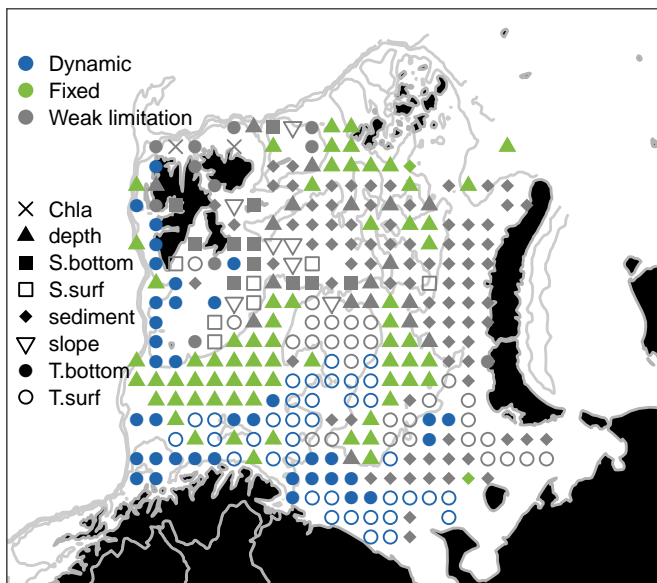 Dynamic
Fixed
Weak limitation
Chla
depth
S.bottom
S.surf
sediment
slope
T.bottom
T.surf